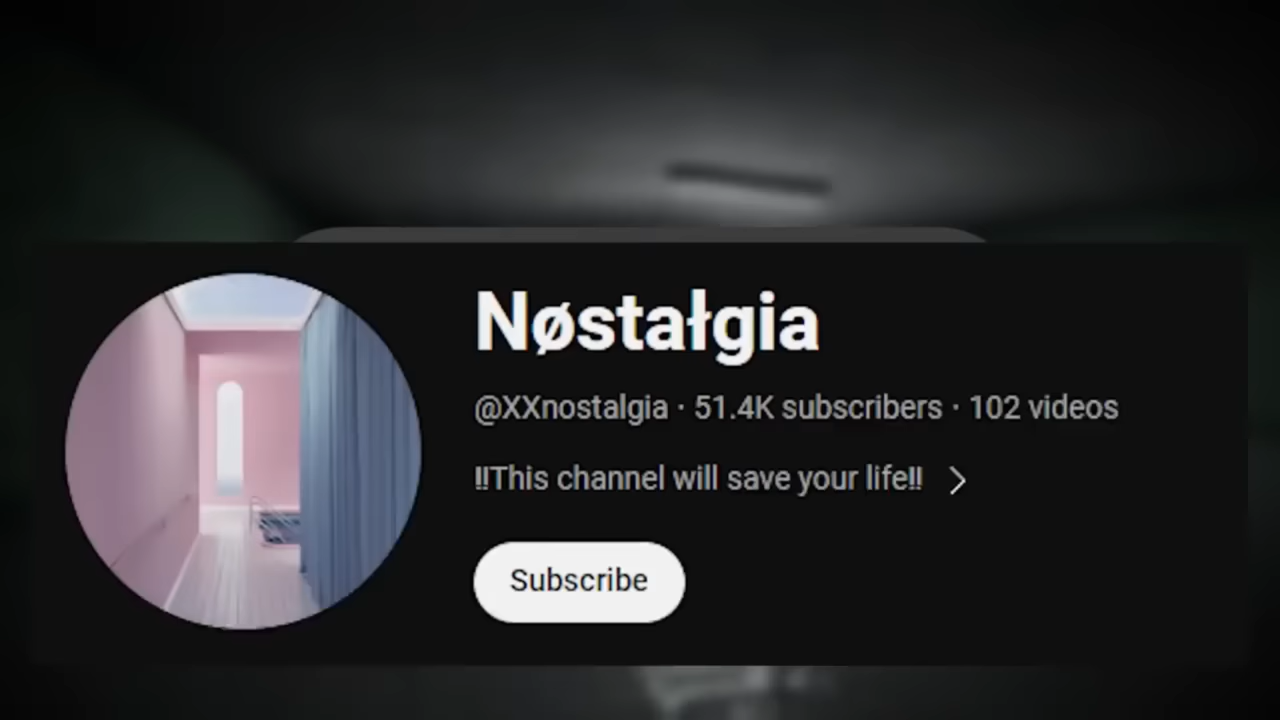 Nøstałgia
@XXnostalgia · 51.4K subscribers · 102 videos
‼This channel will save your life‼
Subscribe